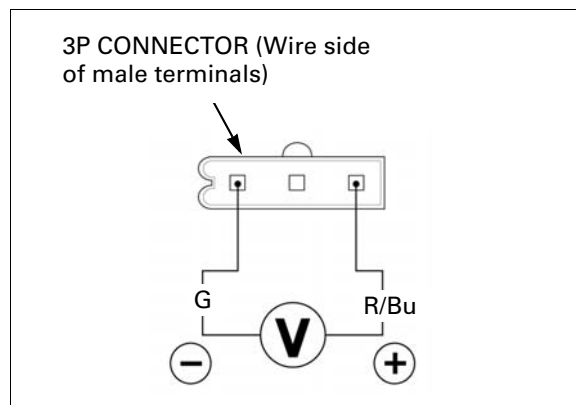 3P CONNECTOR (Wire side
of male terminals)
G
R/Bu
V
− +